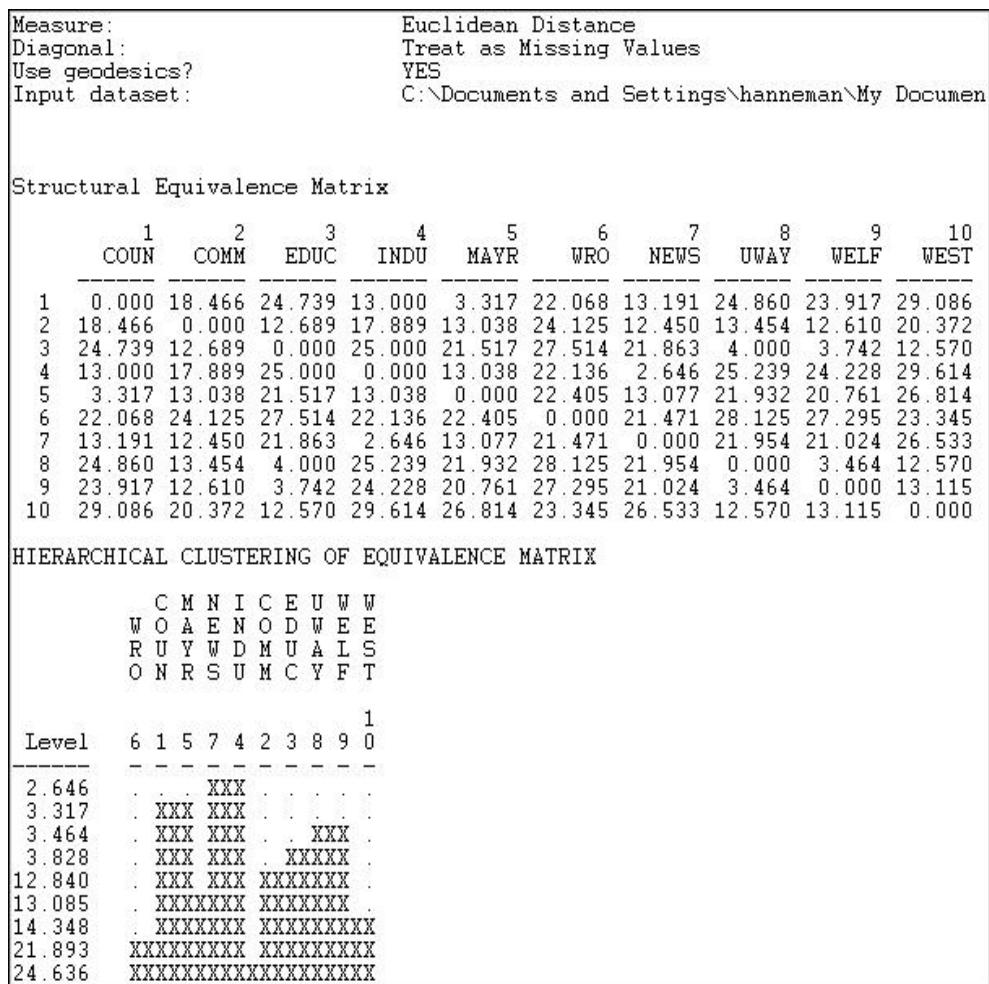 Measure: Euclidean Distance
Diagonal: Treat as Missing Values
Use geodesics? YES
Input dataset: C:\Documents and Settings\hanneman\My Documen
Structural Equivalence Matrix
1 2 3 4 5 6 7 8 9 10
COUN COMM EDUC INDU MAYR WRO NEWS UWAY WELF WEST
------ ------ ------ ------ ------ ------ ------ ------ ------ ------
1 0.000 18.466 24.739 13.000 3.317 22.068 13.191 24.860 23.917 29.086
2 18.466 0.000 12.689 17.889 13.038 24.125 12.450 13.454 12.610 20.372
3 24.739 12.689 0.000 25.000 21.517 27.514 21.863 4.000 3.742 12.570
4 13.000 17.889 25.000 0.000 13.038 22.136 2.646 25.239 24.228 29.614
5 3.317 13.038 21.517 13.038 0.000 22.405 13.077 21.932 20.761 26.814
6 22.068 24.125 27.514 22.136 22.405 0.000 21.471 28.125 27.295 23.345
7 13.191 12.450 21.863 2.646 13.077 21.471 0.000 21.954 21.024 26.533
8 24.860 13.454 4.000 25.239 21.932 28.125 21.954 0.000 3.464 12.570
9 23.917 12.610 3.742 24.228 20.761 27.295 21.024 3.464 0.000 13.115
10 29.086 20.372 12.570 29.614 26.814 23.345 26.533 12.570 13.115 0.000
HIERARCHICAL CLUSTERING OF EQUIVALENCE MATRIX
C M N I C E U W W
W O A E N O D W E E
R U Y W D M U A L S
O N R S U M C Y F T
1
Level 6 1 5 7 4 2 3 8 9 0
------ - - - - - - - - - -
2.646 . . . XXX . . . . .
3.317 . XXX XXX . . . . .
3.464 . XXX XXX . . XXX .
3.828 . XXX XXX . XXXXX .
12.840 . XXX XXX XXXXXXX .
13.085 . XXXXXXX XXXXXXX .
14.348 . XXXXXXX XXXXXXXXX
21.893 XXXXXXXXX XXXXXXXXX
24.636 XXXXXXXXXXXXXXXXXXX